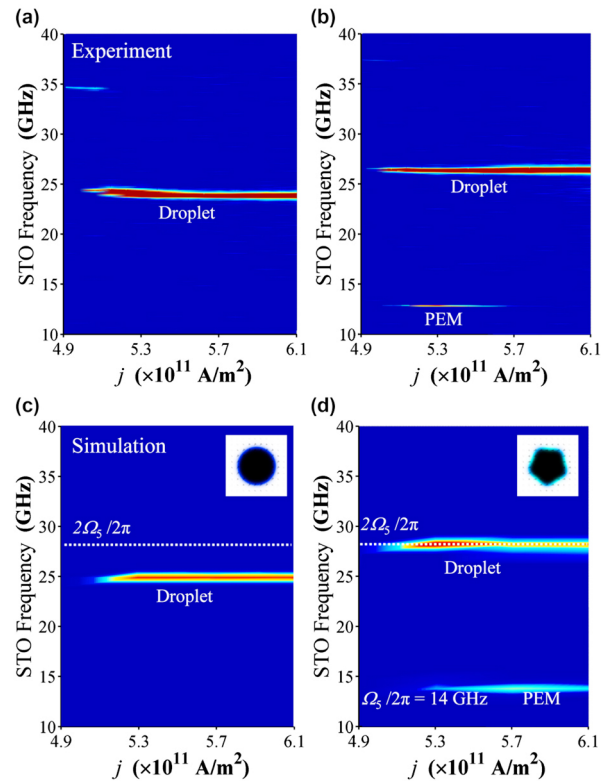 (a)
Experiment
STO Frequency (GHz)
40
35
30
25
20
15
10
Droplet
4.9
5.3
5.7
6.1
j (×10¹¹ A/m²)
(b)
STO Frequency (GHz)
40
35
30
25
20
15
10
Droplet
PEM
4.9
5.3
5.7
6.1
j (×10¹¹ A/m²)
(c)
Simulation
STO Frequency (GHz)
40
35
30
25
20
15
10
2Ω₅/2π
Droplet
4.9
5.3
5.7
6.1
j (×10¹¹ A/m²)
(d)
STO Frequency (GHz)
40
35
30
25
20
15
10
2Ω₅/2π
Droplet
Ω₅/2π = 14 GHz
PEM
4.9
5.3
5.7
6.1
j (×10¹¹ A/m²)